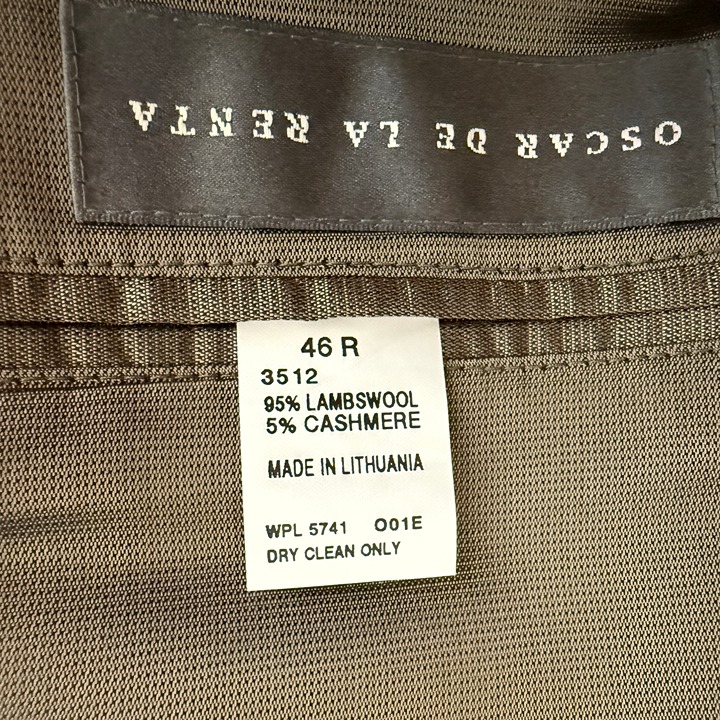 OSCAR DE LA RENTA
46 R
3512
95% LAMBSWOOL
5% CASHMERE
MADE IN LITHUANIA
WPL 5741 O01E
DRY CLEAN ONLY